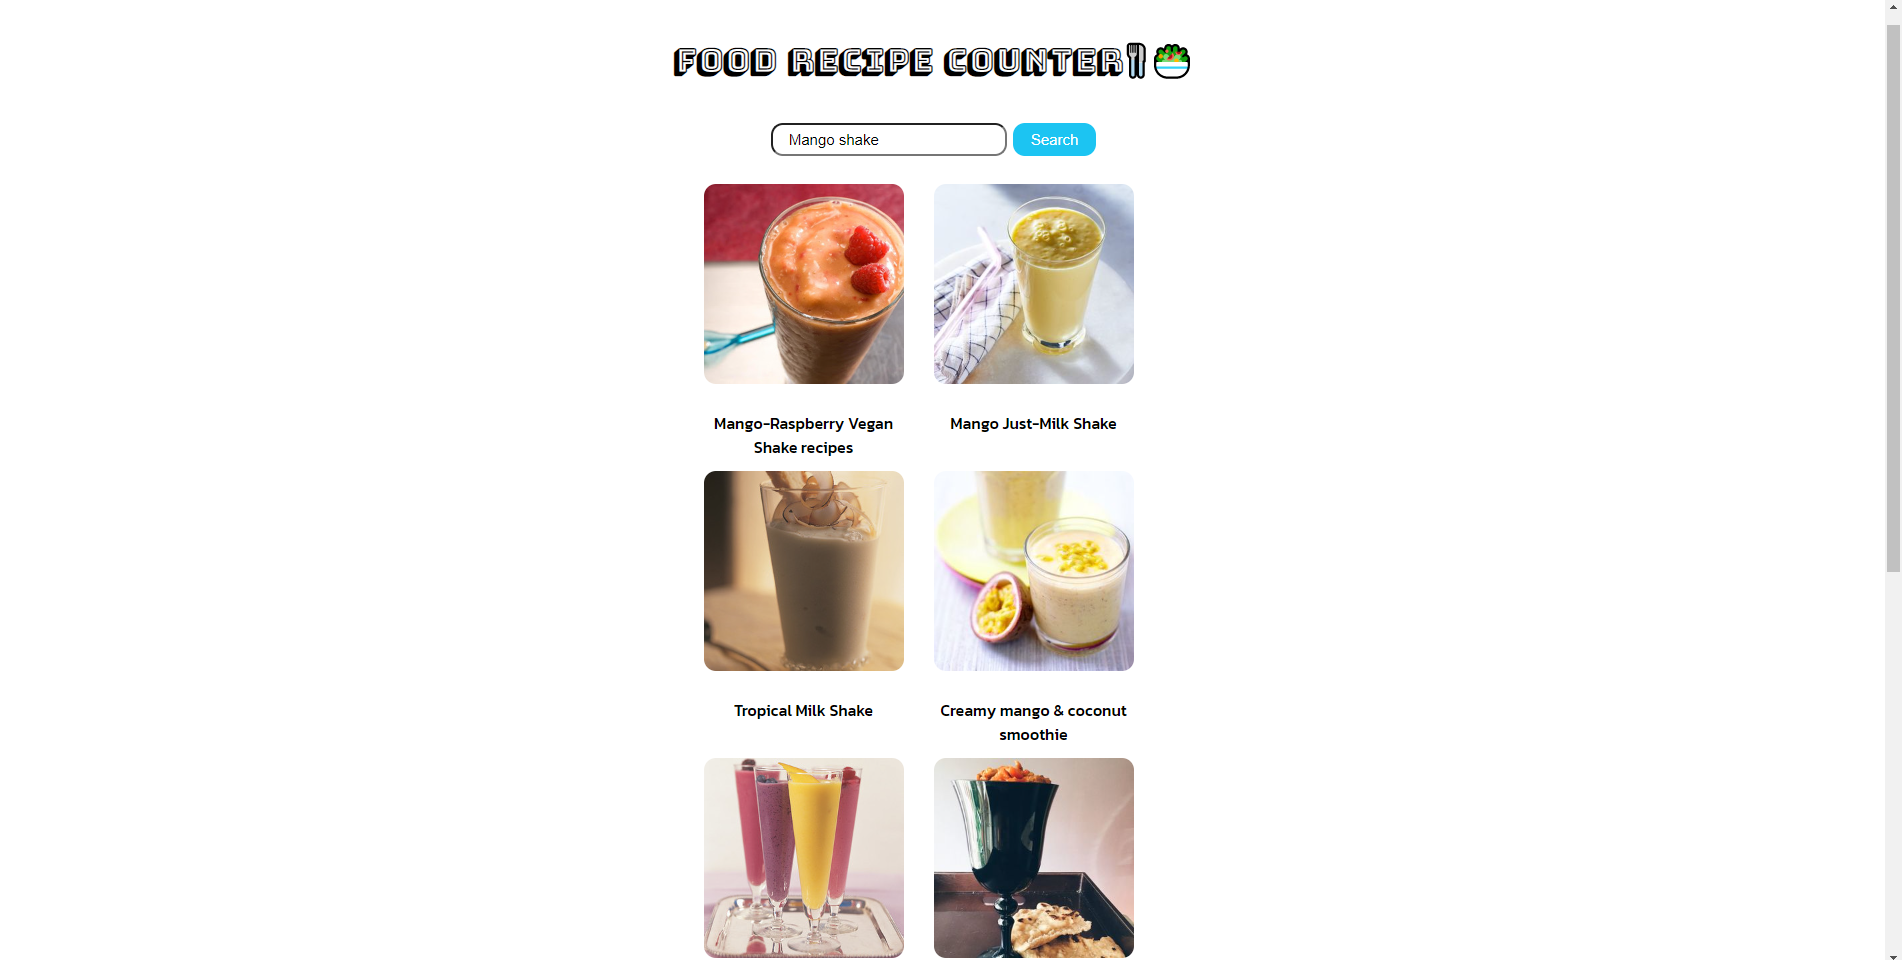 FOOD RECIPE COUNTER🍴🥗
Mango shake
Search
Mango-Raspberry Vegan
Shake recipes
Mango Just-Milk Shake
Tropical Milk Shake
Creamy mango & coconut
smoothie